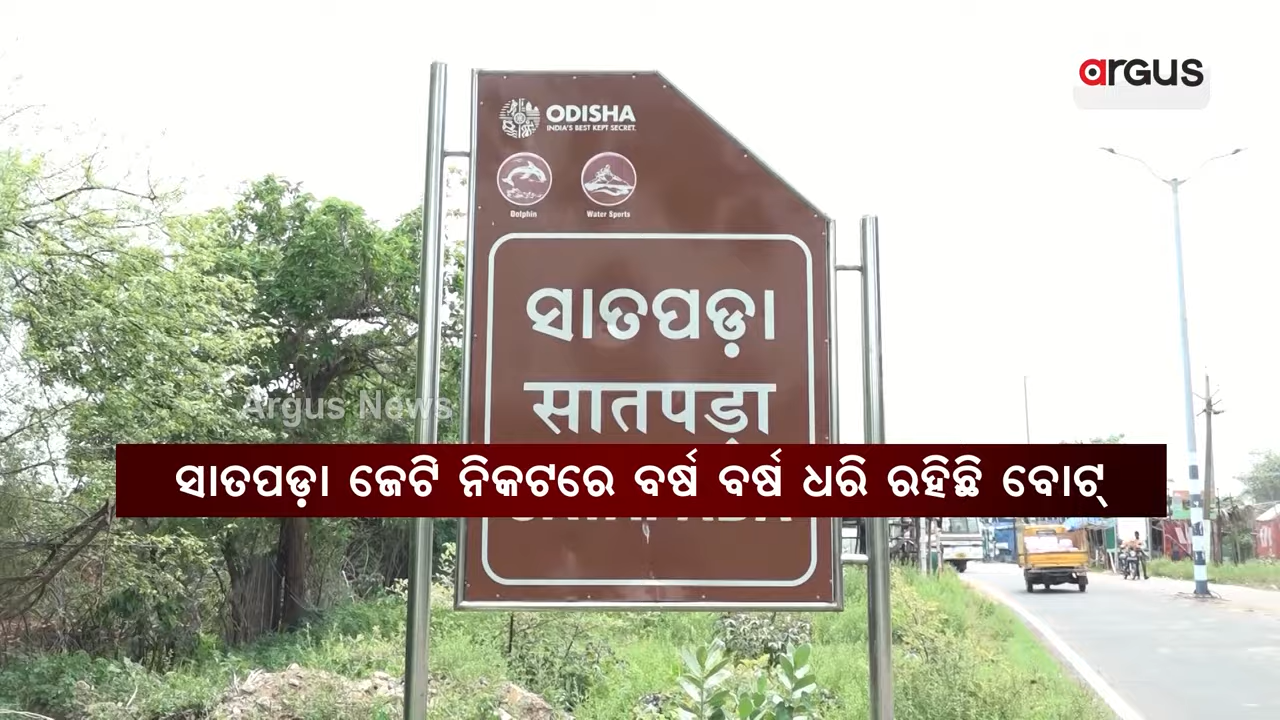 argus
ODISHA
INDIA'S BEST KEPT SECRET.
Dolphin
Water Sports
ସାତପଡ଼ା
सातपड़ा
Argus News
ସାତପଡ଼ା ଜେଟି ନିକଟରେ ବର୍ଷ ବର୍ଷ ଧରି ରହିଛି ବୋଟ୍